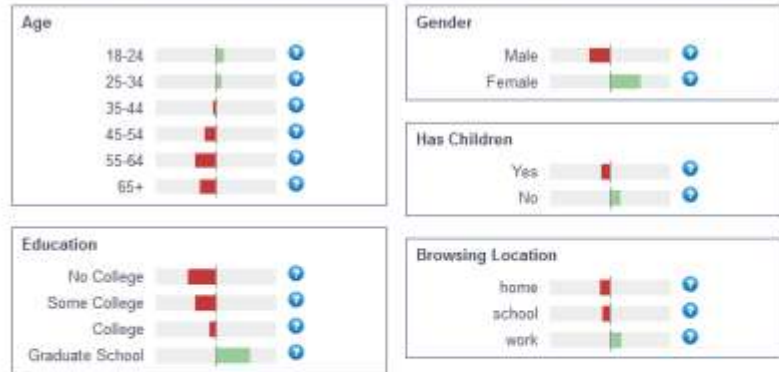 Age
18-24
25-34
35-44
45-54
55-64
65+
Education
No College
Some College
College
Graduate School
Gender
Male
Female
Has Children
Yes
No
Browsing Location
home
school
work